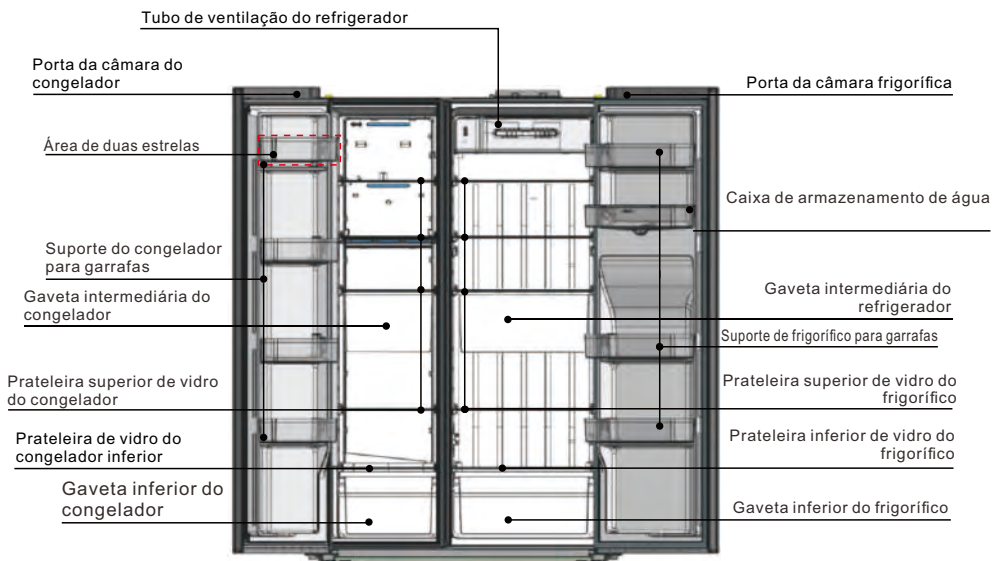 Tubo de ventilação do refrigerador
Porta da câmara do
congelador
Área de duas estrelas
Suporte do congelador
para garrafas
Gaveta intermediária do
congelador
Prateleira superior de vidro
do congelador
Prateleira de vidro do
congelador inferior
Gaveta inferior do
congelador
Porta da câmara frigorífica
Caixa de armazenamento de água
Gaveta intermediária do
refrigerador
Suporte de frigorífico para garrafas
Prateleira superior de vidro do
frigorífico
Prateleira inferior de vidro do
frigorífico
Gaveta inferior do frigorífico